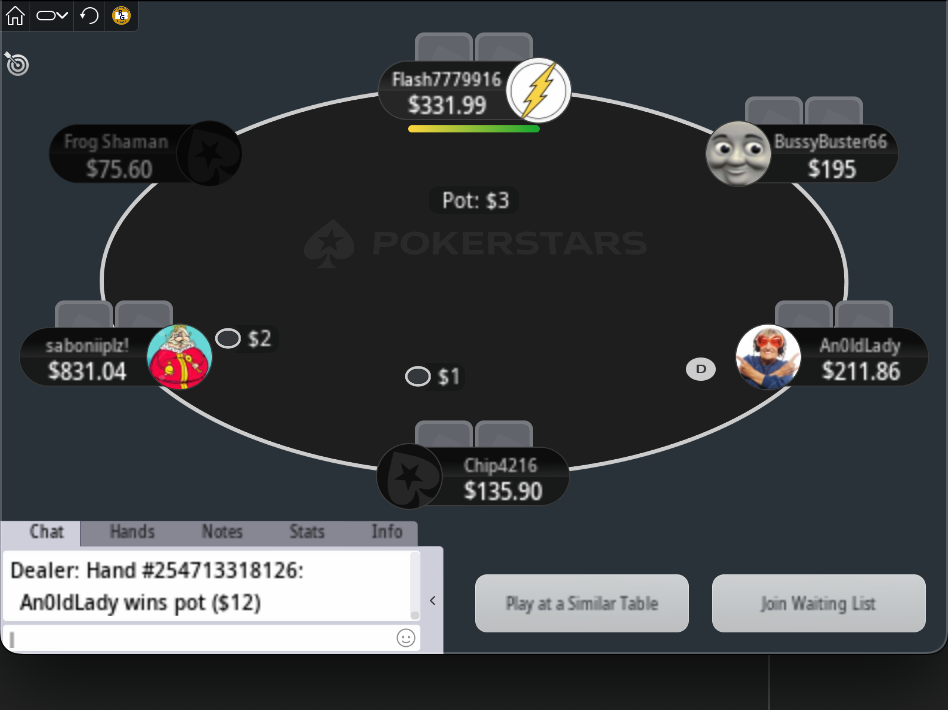 Flash7779916
$331.99
Frog Shaman
$75.60
BussyBuster66
$195
Pot: $3
POKERSTARS
saboniiplz!
$831.04
$2
$1
D
An0ldLady
$211.86
Chip4216
$135.90
Chat Hands Notes Stats Info
Dealer: Hand #254713318126:
An0ldLady wins pot ($12)
Play at a Similar Table
Join Waiting List